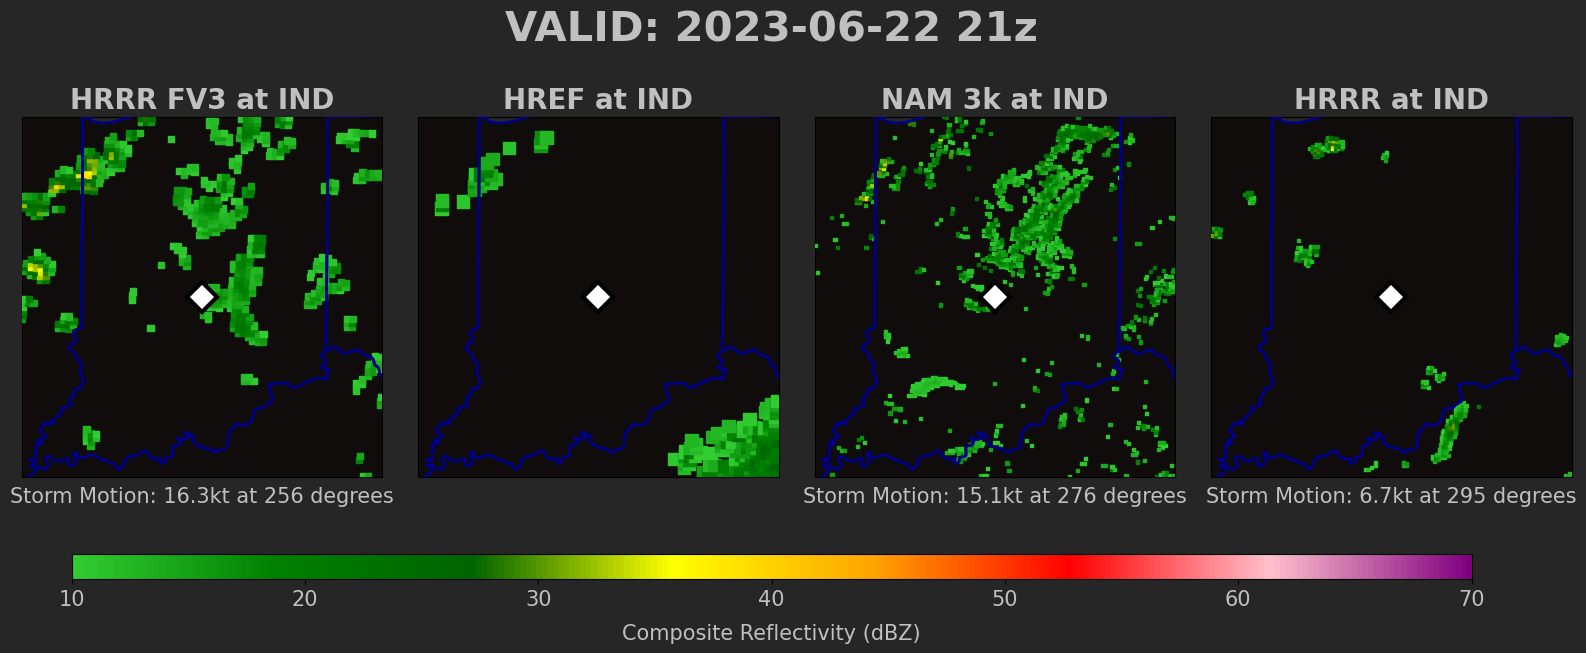 VALID: 2023-06-22 21z
HRRR FV3 at IND
HREF at IND
NAM 3k at IND
HRRR at IND
Storm Motion: 16.3kt at 256 degrees
Storm Motion: 15.1kt at 276 degrees
Storm Motion: 6.7kt at 295 degrees
10 20 30 40 50 60 70
Composite Reflectivity (dBZ)